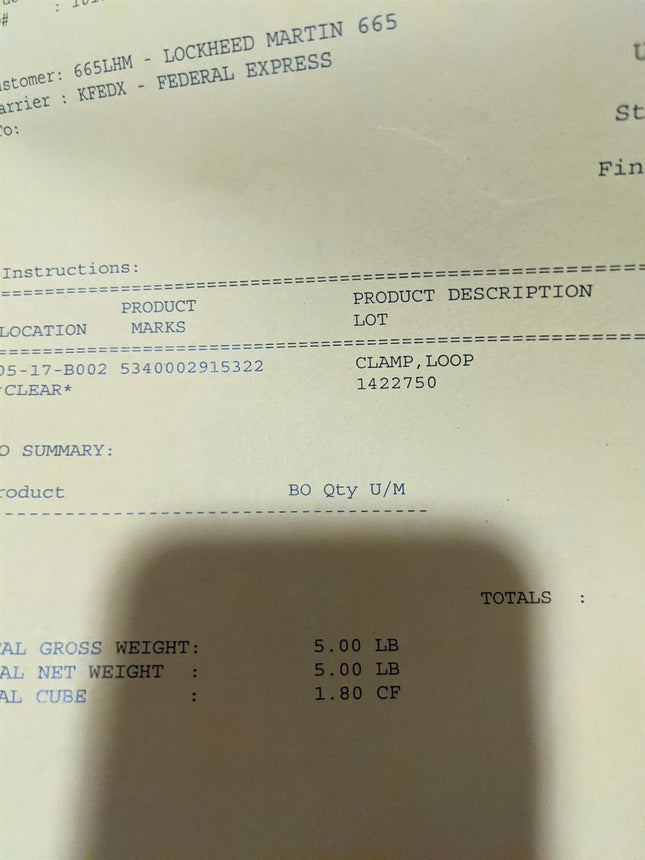 ustomer: 665LHM - LOCKHEED MARTIN 665
arrier : KFEDX - FEDERAL EXPRESS
To:
U
St
Fin
Instructions:
PRODUCT PRODUCT DESCRIPTION
LOCATION MARKS LOT
05-17-B002 5340002915322 CLAMP,LOOP
CLEAR* 1422750
O SUMMARY:
roduct BO Qty U/M
TOTALS :
AL GROSS WEIGHT: 5.00 LB
AL NET WEIGHT : 5.00 LB
AL CUBE : 1.80 CF